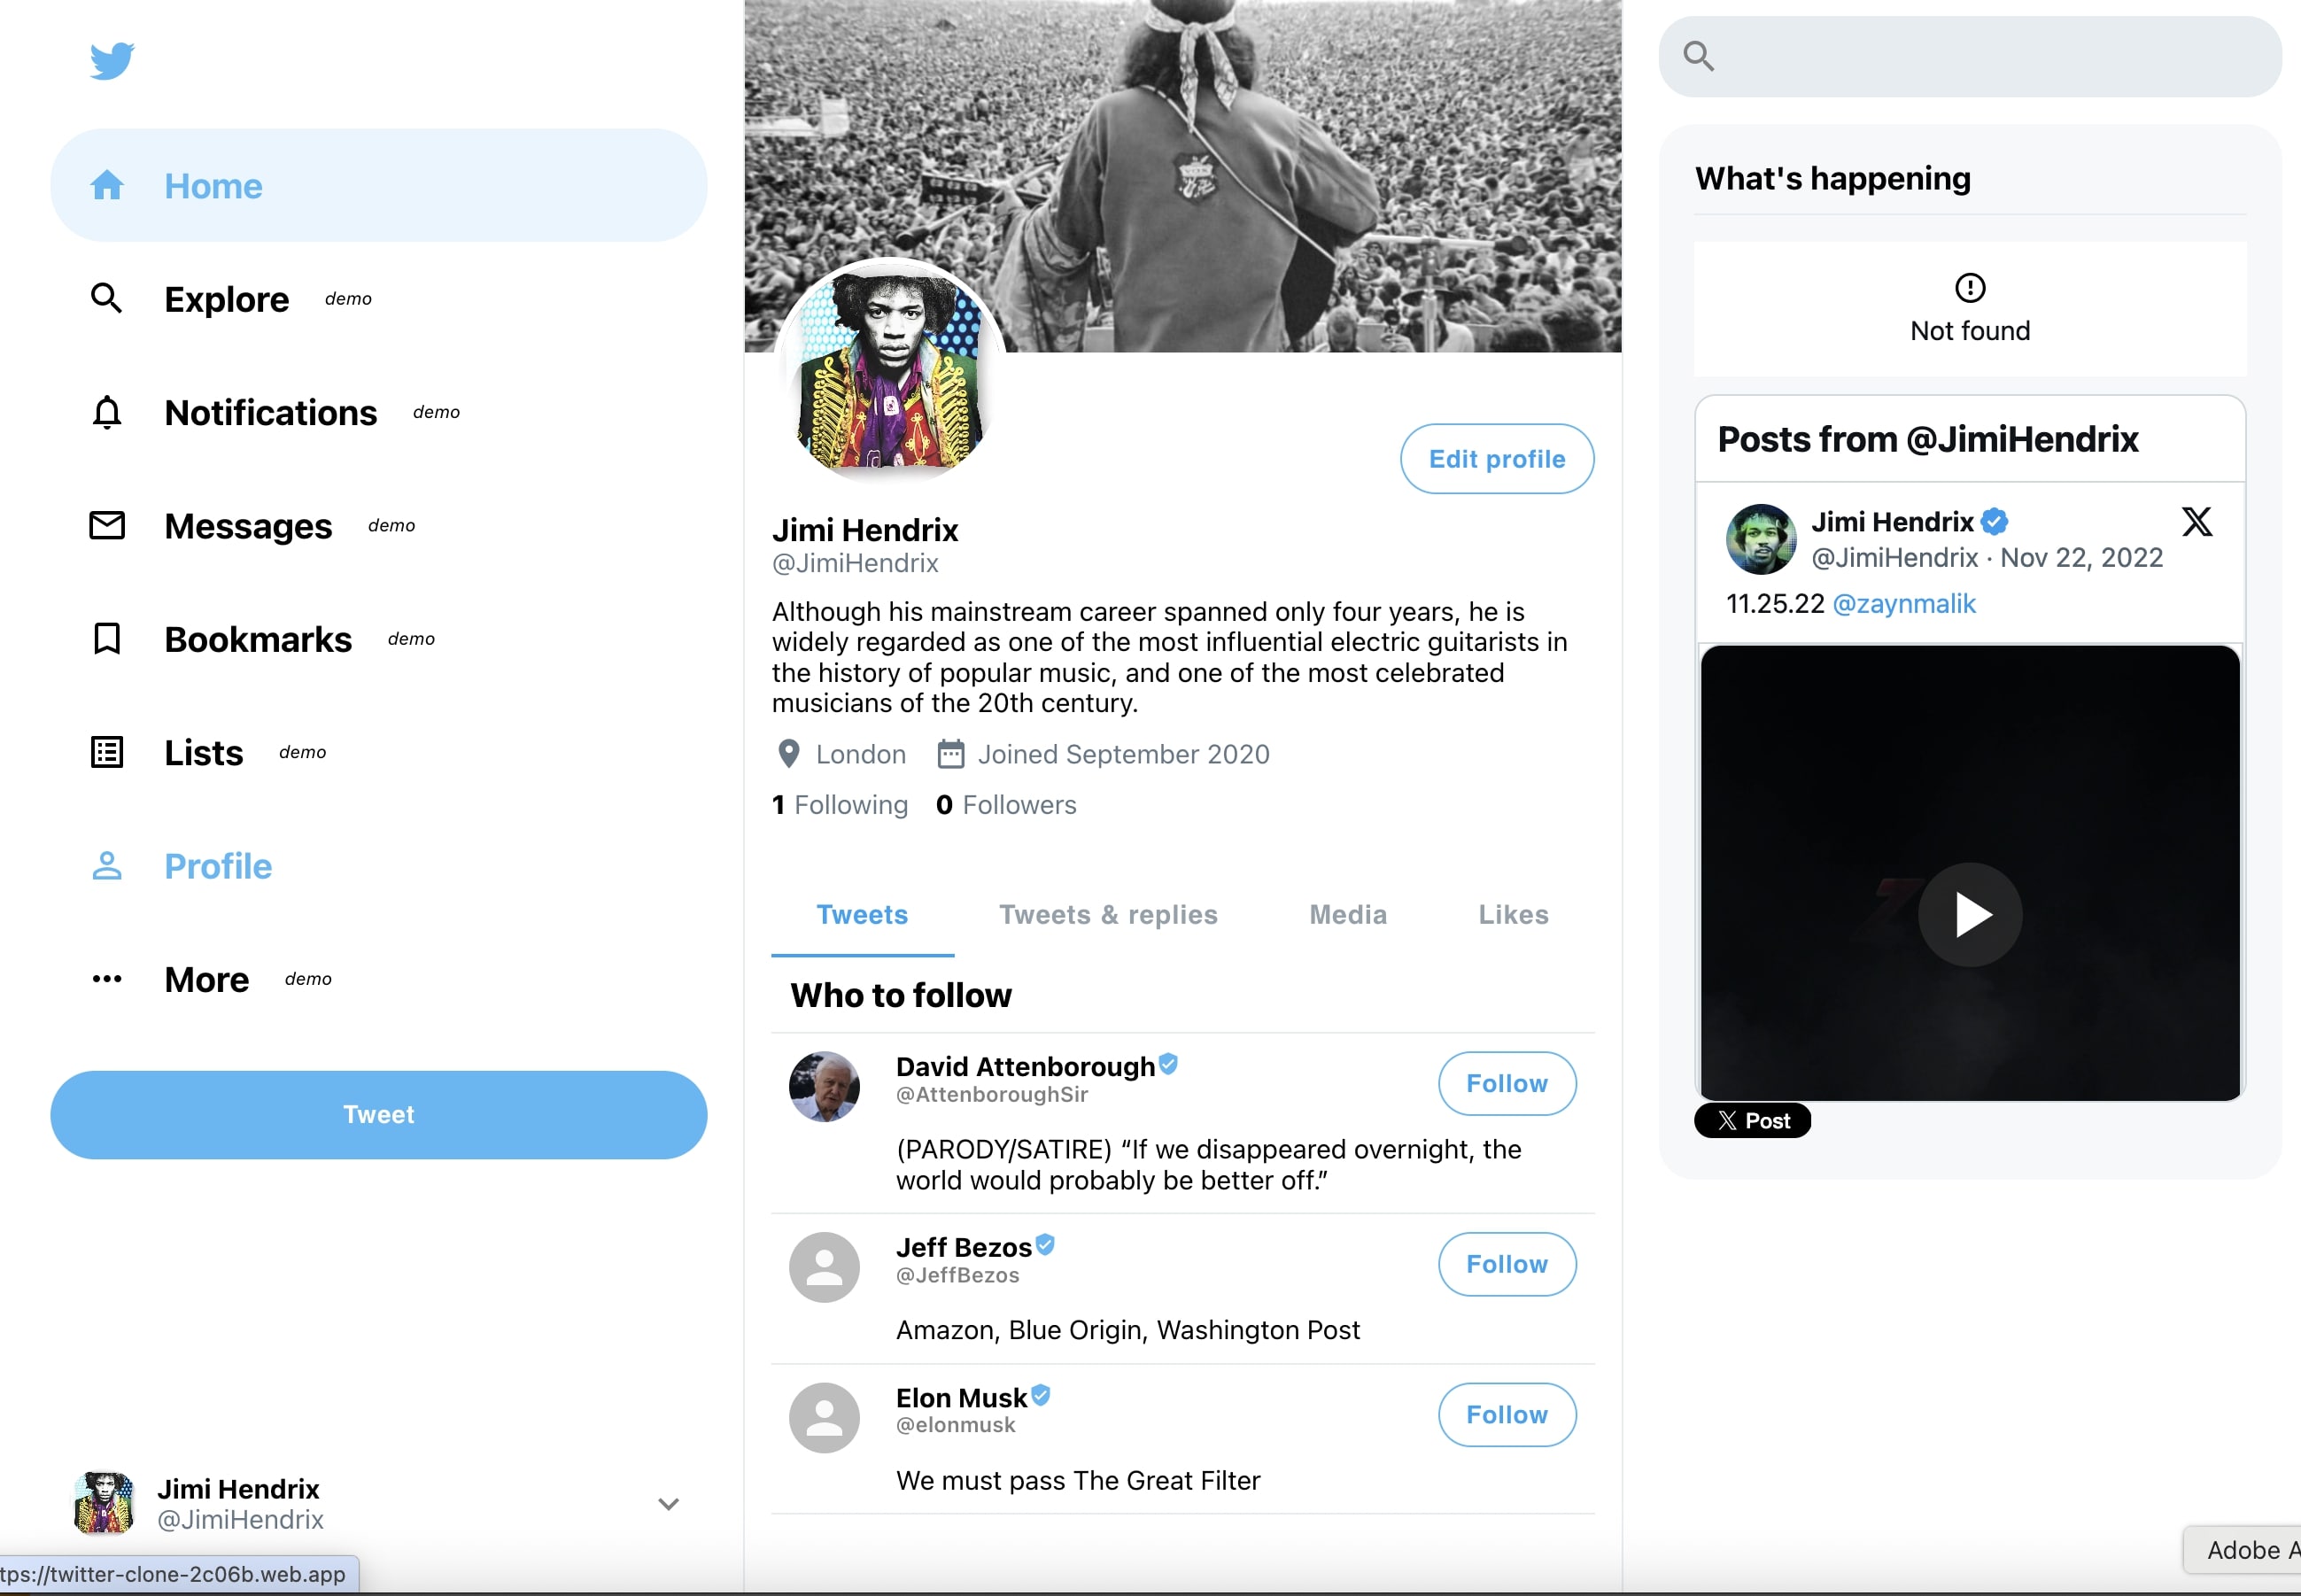 Home
Explore demo
Notifications demo
Messages demo
Bookmarks demo
Lists demo
Profile
More demo
Tweet
Jimi Hendrix
@JimiHendrix
tps://twitter-clone-2c06b.web.app
Edit profile
Jimi Hendrix
@JimiHendrix
Although his mainstream career spanned only four years, he is
widely regarded as one of the most influential electric guitarists in
the history of popular music, and one of the most celebrated
musicians of the 20th century.
London Joined September 2020
1 Following 0 Followers
Tweets Tweets & replies Media Likes
Who to follow
David Attenborough
@AttenboroughSir
Follow
(PARODY/SATIRE) “If we disappeared overnight, the
world would probably be better off.”
Jeff Bezos
@JeffBezos
Follow
Amazon, Blue Origin, Washington Post
Elon Musk
@elonmusk
Follow
We must pass The Great Filter
What's happening
Not found
Posts from @JimiHendrix
Jimi Hendrix
@JimiHendrix · Nov 22, 2022
11.25.22 @zaynmalik
Post
Adobe A